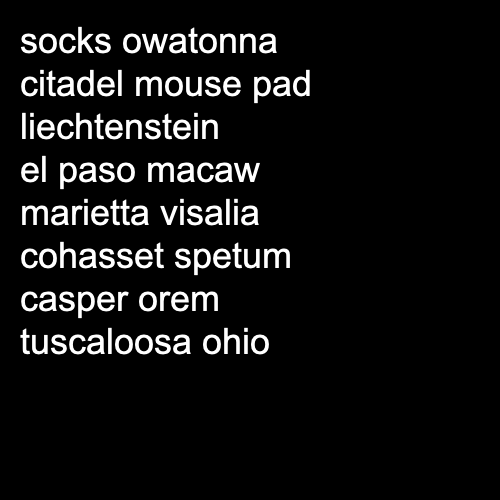 socks owatonna
citadel mouse pad
liechtenstein
el paso macaw
marietta visalia
cohasset spetum
casper orem
tuscaloosa ohio